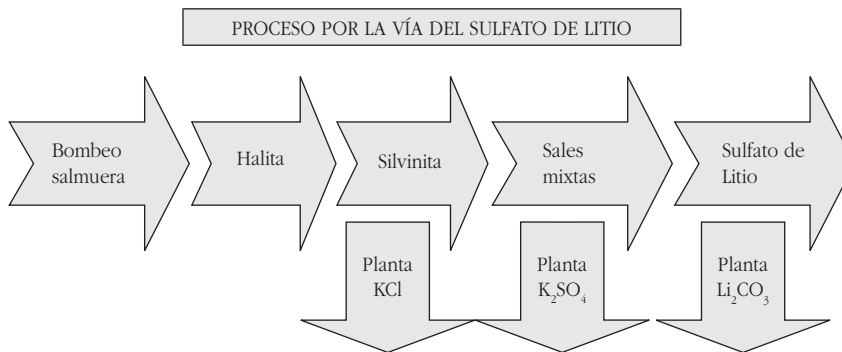 PROCESO POR LA VÍA DEL SULFATO DE LITIO
Bombeo
salmuera
Halita
Silvinita
Sales
mixtas
Sulfato de
Litio
Planta
KCl
Planta
K₂SO₄
Planta
Li₂CO₃